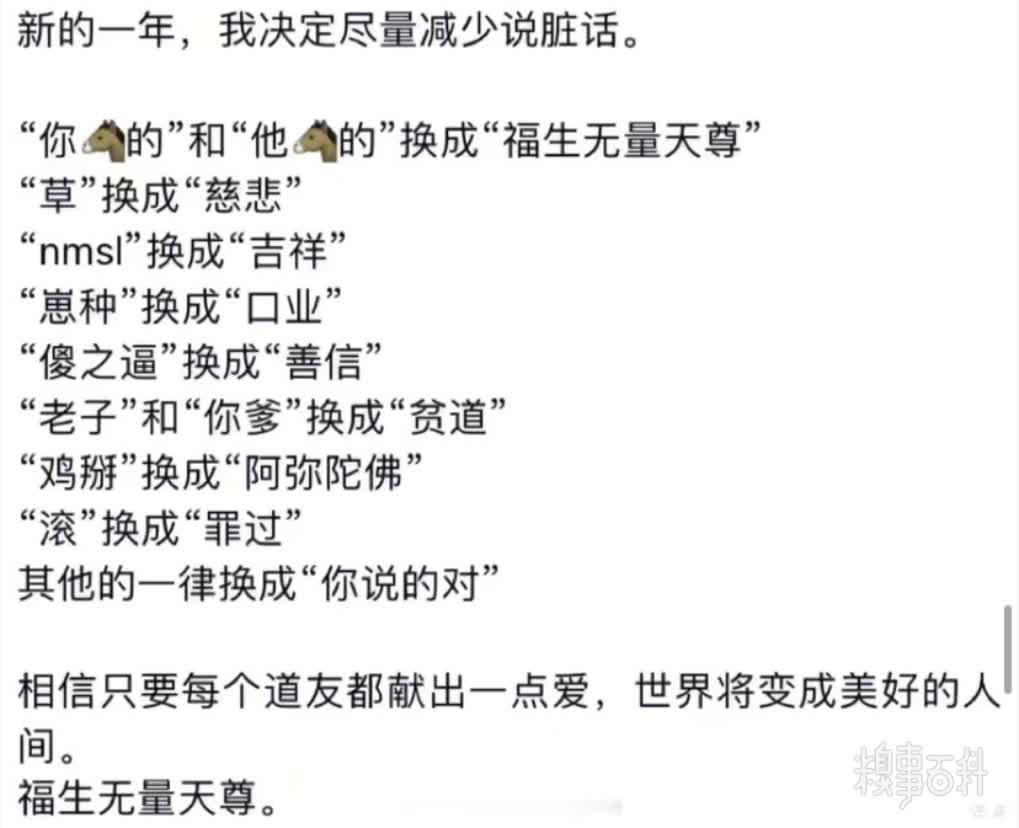 新的一年，我决定尽量减少说脏话。
“你🐴的”和“他🐴的”换成“福生无量天尊”
“草”换成“慈悲”
“nmsl”换成“吉祥”
“崽种”换成“口业”
“傻之逼”换成“善信”
“老子”和“你爹”换成“贫道”
“鸡掰”换成“阿弥陀佛”
“滚”换成“罪过”
其他的一律换成“你说的对”
相信只要每个道友都献出一点爱，世界将变成美好的人
间。
福生无量天尊。
糗事百科